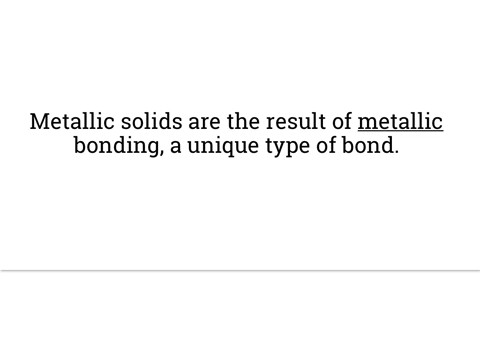 Metallic solids are the result of metallic
bonding, a unique type of bond.